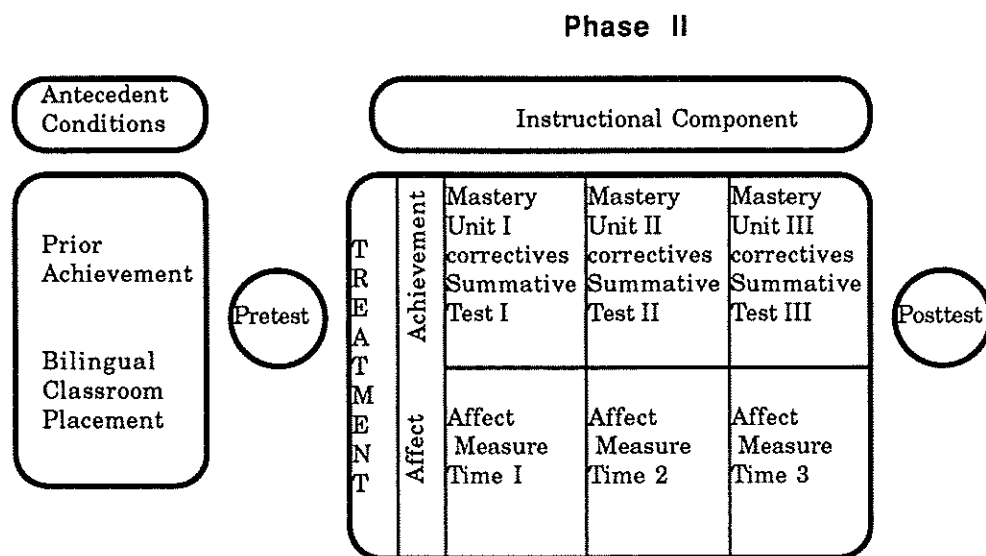 Phase II
Antecedent
Conditions
Instructional Component
Prior
Achievement
Bilingual
Classroom
Placement
Pretest
TREATMENT
Achievement
Mastery
Unit I
correctives
Summative
Test I
Mastery
Unit II
correctives
Summative
Test II
Mastery
Unit III
correctives
Summative
Test III
Affect
Affect
Measure
Time I
Affect
Measure
Time 2
Affect
Measure
Time 3
Posttest